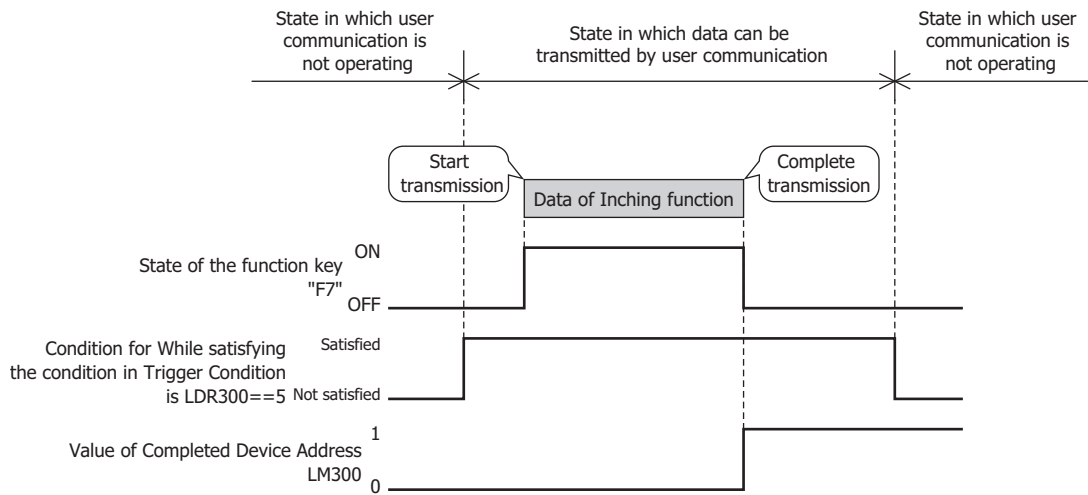 State in which user
communication is
not operating
State in which data can be
transmitted by user communication
State in which user
communication is
not operating
Start
transmission
Complete
transmission
Data of Inching function
State of the function key
"F7"
ON
OFF
Condition for While satisfying
the condition in Trigger Condition
is LDR300==5
Satisfied
Not satisfied
Value of Completed Device Address
LM300
1
0